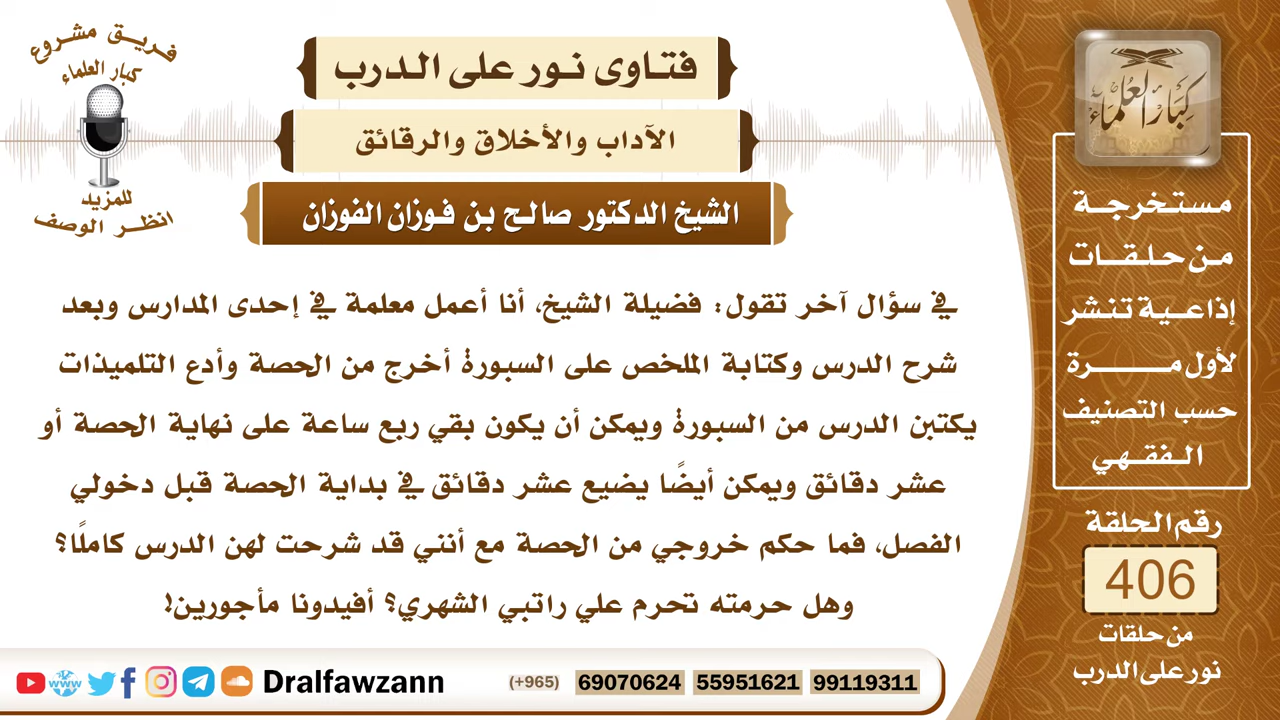 فريق مشروع
كبار العلماء
للمزيد
انظر الوصف
فتاوى نور على الدرب
الآداب والأخلاق والرقائق
الشيخ الدكتور صالح بن فوزان الفوزان
في سؤال آخر تقول: فضيلة الشيخ، أنا أعمل معلمة في إحدى المدارس وبعد
شرح الدرس وكتابة الملخص على السبورة أخرج من الحصة وأدع التلميذات
يكتبن الدرس من السبورة ويمكن أن يكون بقي ربع ساعة على نهاية الحصة أو
عشر دقائق ويمكن أيضًا يضيع عشر دقائق في بداية الحصة قبل دخولي
الفصل، فما حكم خروجي من الحصة مع أنني قد شرحت لهن الدرس كاملًا؟
وهل حرمته تحرم علي راتبي الشهري؟ أفيدونا مأجورين!
كبار العلماء
مستخرجة
من حلقات
إذاعية تنشر
لأول مرة
حسب التصنيف
الفقهي
رقم الحلقة
406
من حلقات
نور على الدرب
www Dralfawzann (+965) 69070624 55951621 99119311